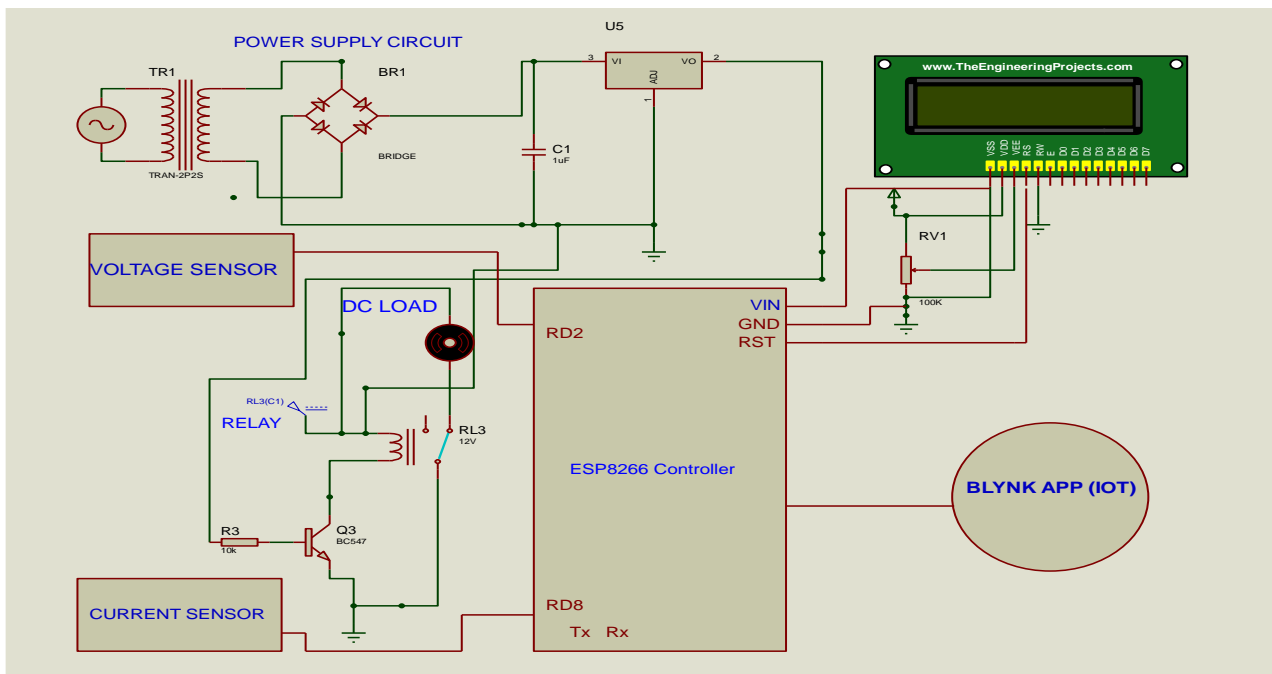 U5
POWER SUPPLY CIRCUIT
TR1
BR1
3
VI
VO
2
ADJ
1
www.TheEngineeringProjects.com
C1
1uF
BRIDGE
TRAN-2P2S
VSS
VDD
VEE
RS
RW
E
D0
D1
D2
D3
D4
D5
D6
D7
RV1
100K
VOLTAGE SENSOR
DC LOAD
VIN
GND
RST
RD2
RL3(C1)
RELAY
RL3
12V
ESP8266 Controller
BLYNK APP (IOT)
R3
10k
Q3
BC547
CURRENT SENSOR
RD8
Tx Rx